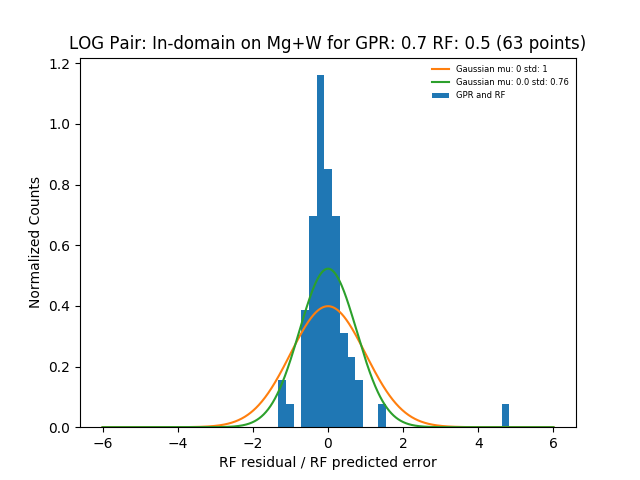 LOG Pair: In-domain on Mg+W for GPR: 0.7 RF: 0.5 (63 points)
Gaussian mu: 0 std: 1
Gaussian mu: 0.0 std: 0.76
GPR and RF
Normalized Counts
1.2
1.0
0.8
0.6
0.4
0.2
0.0
−6 −4 −2 0 2 4 6
RF residual / RF predicted error